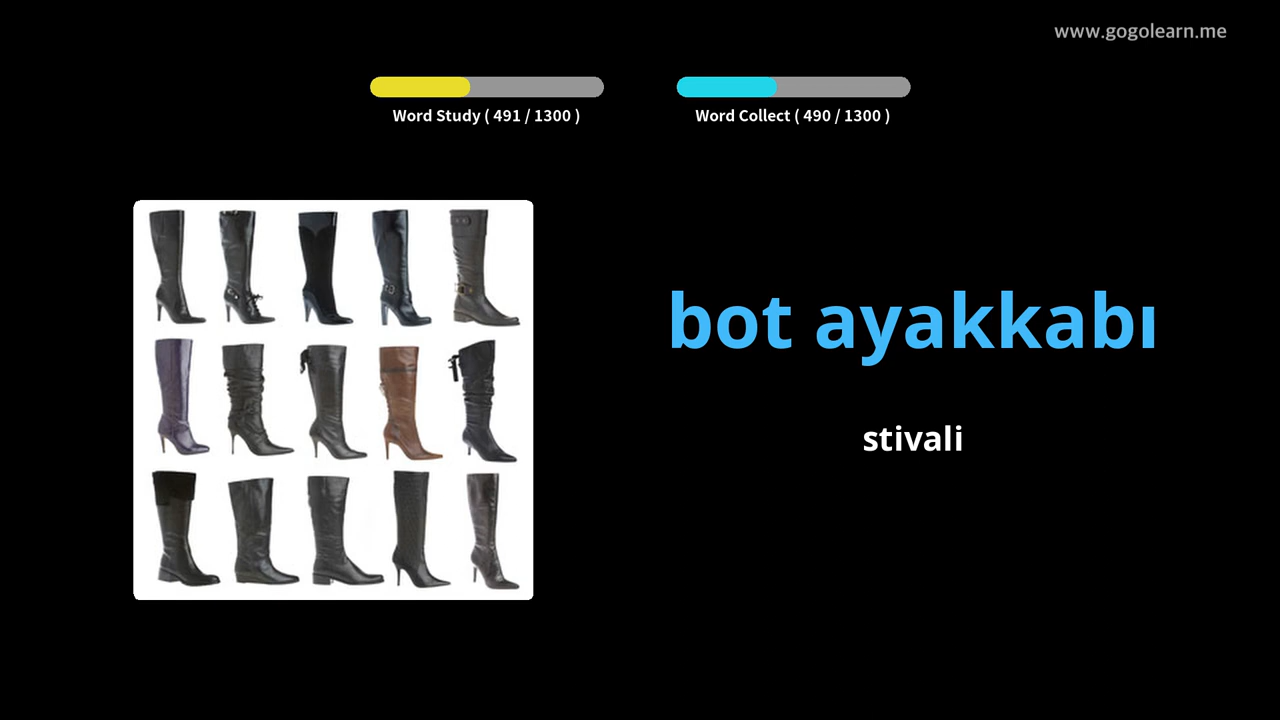 www.gogolearn.me
Word Study ( 491 / 1300 )
Word Collect ( 490 / 1300 )
bot ayakkabı
stivali